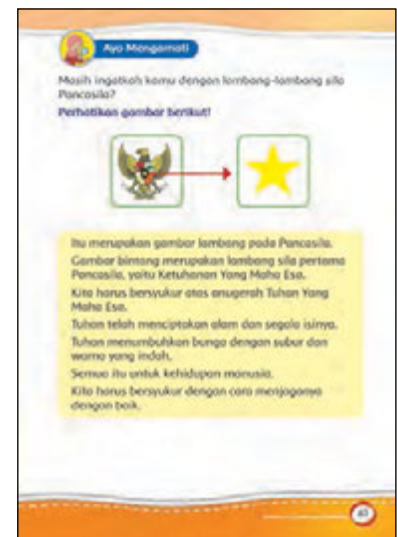 Ayo Mengamati
Masih ingatkah kamu dengan lambang-lambang sila
Pancasila?
Perhatikan gambar berikut!
Itu merupakan gambar lambang pada Pancasila.
Gambar bintang merupakan lambang sila pertama
Pancasila, yaitu Ketuhanan Yang Maha Esa.
Kita harus bersyukur atas anugerah Tuhan Yang
Maha Esa.
Tuhan telah menciptakan alam dan segala isinya.
Tuhan menumbuhkan bunga dengan subur dan
warna yang indah.
Semua itu untuk kehidupan manusia.
Kita harus bersyukur dengan cara menjaganya
dengan baik.